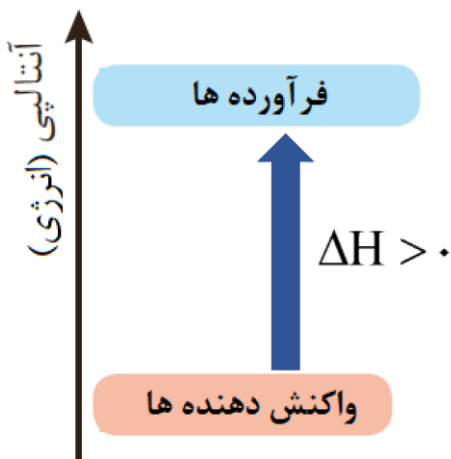 آنتالپی (انرژی)
فرآورده ها
ΔH > ۰
واکنش دهنده ها